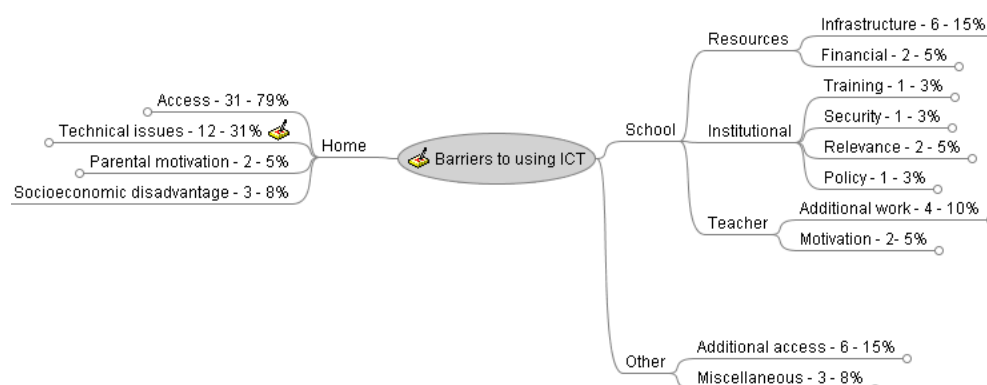 Barriers to using ICT
Home
Access - 31 - 79%
Technical issues - 12 - 31%
Parental motivation - 2 - 5%
Socioeconomic disadvantage - 3 - 8%
School
Resources
Infrastructure - 6 - 15%
Financial - 2 - 5%
Institutional
Training - 1 - 3%
Security - 1 - 3%
Relevance - 2 - 5%
Policy - 1 - 3%
Teacher
Additional work - 4 - 10%
Motivation - 2- 5%
Other
Additional access - 6 - 15%
Miscellaneous - 3 - 8%